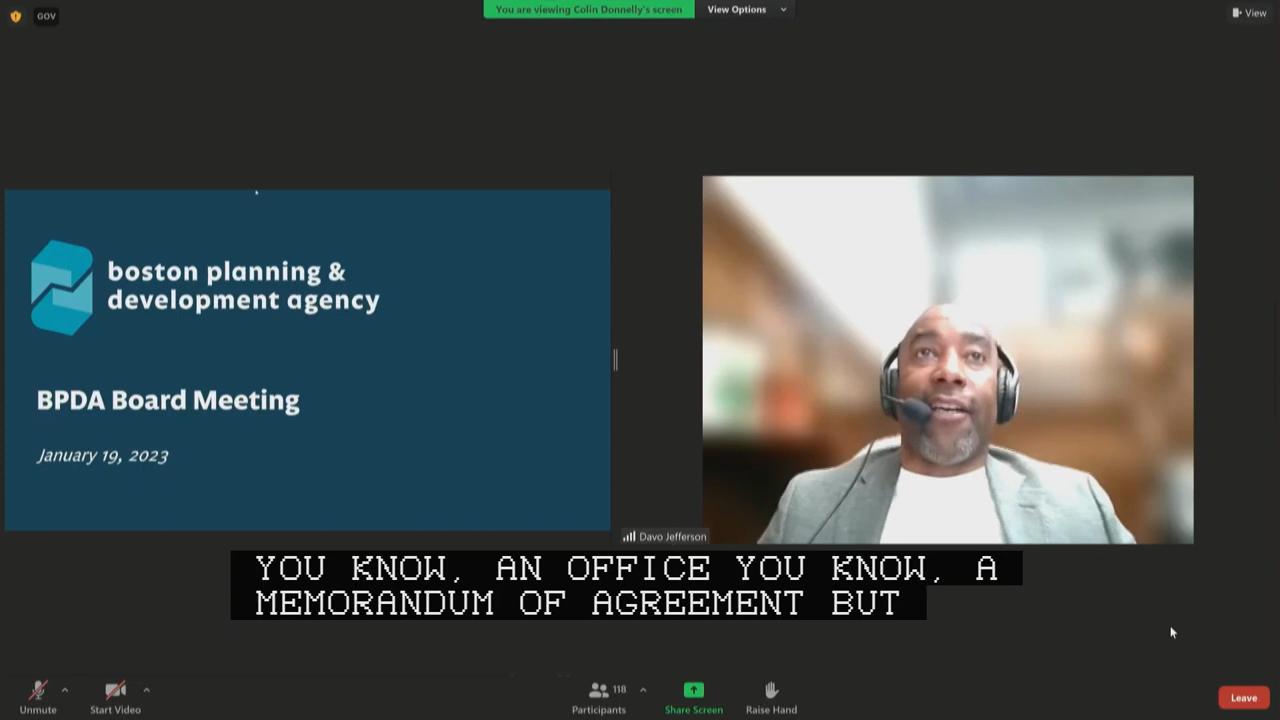 GOV
You are viewing Colin Donnelly's screen
View Options
View
boston planning &
development agency
BPDA Board Meeting
January 19, 2023
Davo Jefferson
YOU KNOW, AN OFFICE YOU KNOW, A
MEMORANDUM OF AGREEMENT BUT
Unmute
Start Video
118
Participants
Share Screen
Raise Hand
Leave